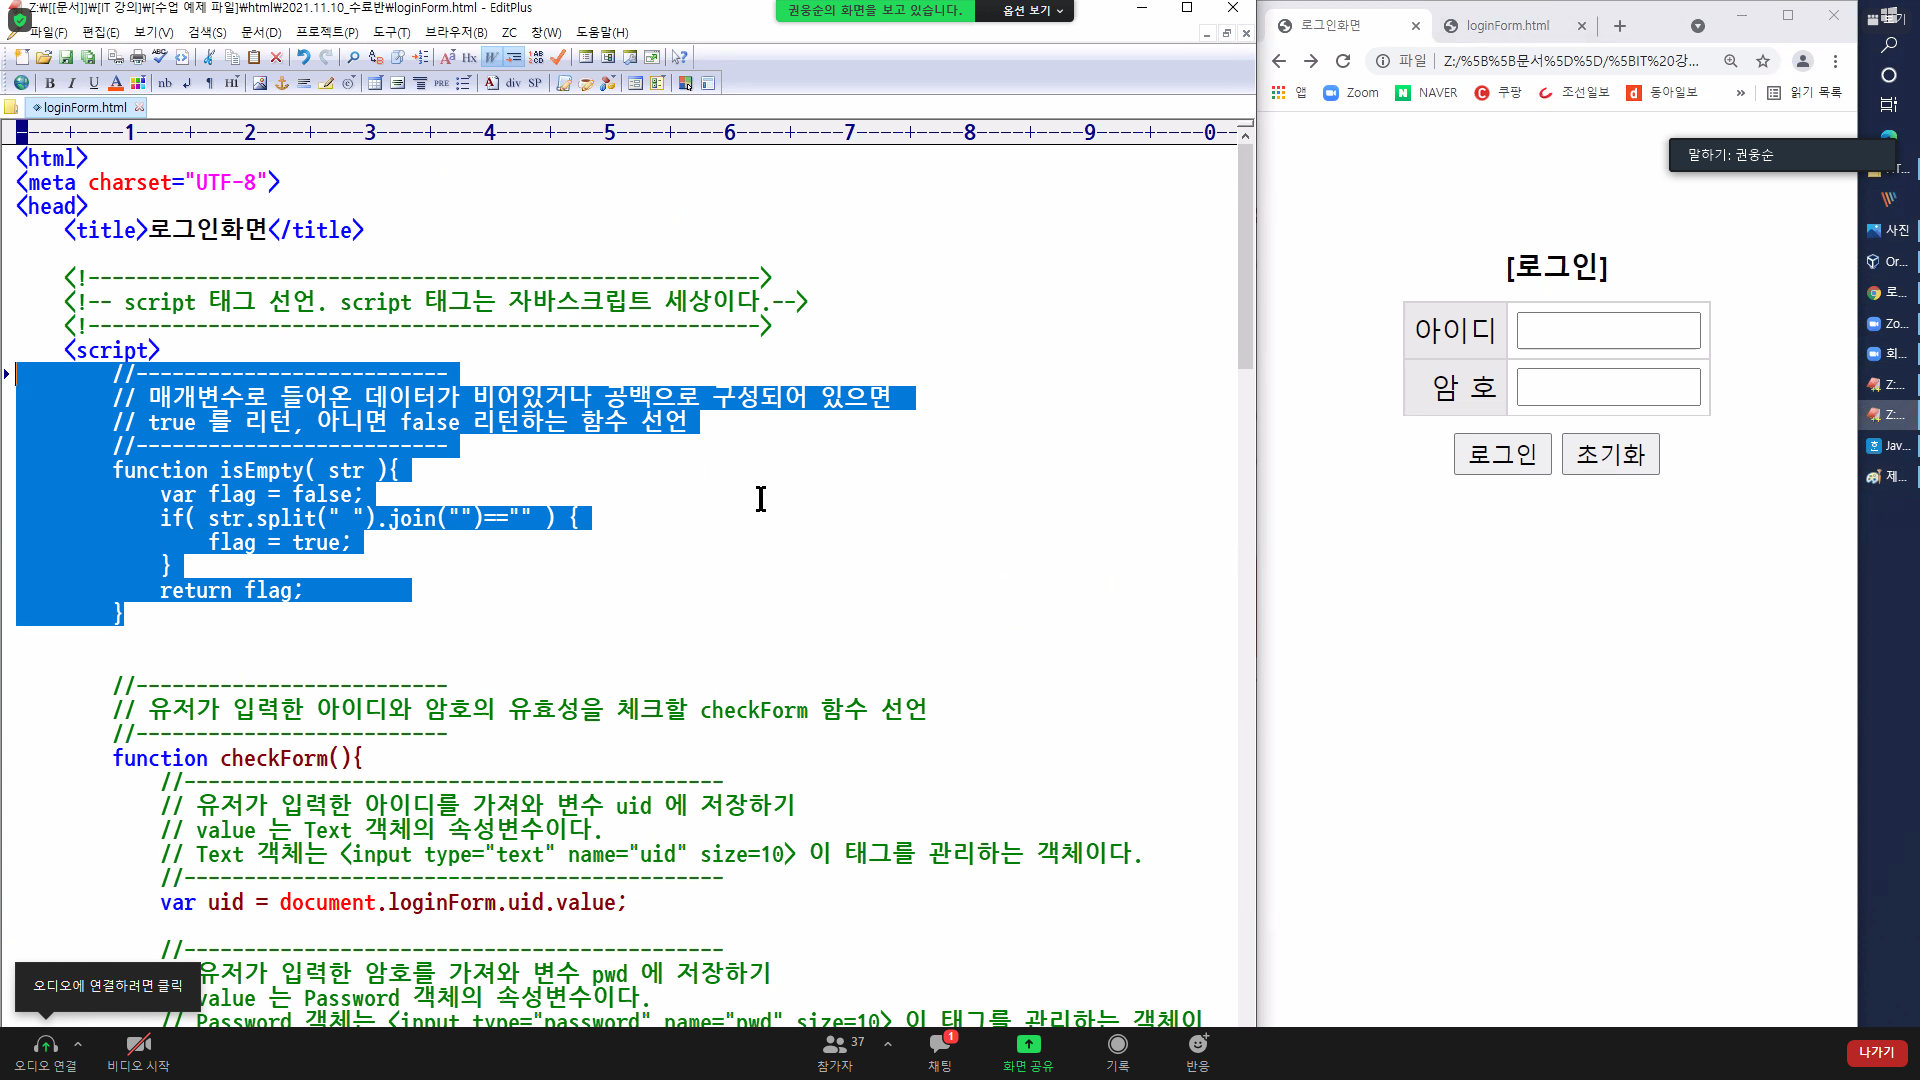 Z:\[[문서]]\[IT 강의]\[수업 예제 파일]\html\2021.11.10_수료반\loginForm.html - EditPlus
권웅순의 화면을 보고 있습니다. 옵션 보기
파일(F) 편집(E) 보기(V) 검색(S) 문서(D) 프로젝트(P) 도구(T) 브라우저(B) ZC 창(W) 도움말(H)
loginForm.html
----+----1----+----2----+----3----+----4----+----5----+----6----+----7----+----8----+----9----+----0
<html>
<meta charset="UTF-8">
<head>
<title>로그인화면</title>
<!-------------------------------------------------------->
<!-- script 태그 선언. script 태그는 자바스크립트 세상이다.-->
<!-------------------------------------------------------->
<script>
//--------------------------
// 매개변수로 들어온 데이터가 비어있거나 공백으로 구성되어 있으면
// true 를 리턴, 아니면 false 리턴하는 함수 선언
//--------------------------
function isEmpty( str ){
var flag = false;
if( str.split(" ").join("")=="" ) {
flag = true;
}
return flag;
}
//--------------------------
// 유저가 입력한 아이디와 암호의 유효성을 체크할 checkForm 함수 선언
//--------------------------
function checkForm(){
//---------------------------------------------
// 유저가 입력한 아이디를 가져와 변수 uid 에 저장하기
// value 는 Text 객체의 속성변수이다.
// Text 객체는 <input type="text" name="uid" size=10> 이 태그를 관리하는 객체이다.
//---------------------------------------------
var uid = document.loginForm.uid.value;
//---------------------------------------------
유저가 입력한 암호를 가져와 변수 pwd 에 저장하기
value 는 Password 객체의 속성변수이다.
// Password 객체는 <input type="password" name="pwd" size=10> 이 태그를 관리하는 객체이
로그인화면
loginForm.html
파일 Z:/%5B%5B문서%5D%5D/%5BIT%20강...
앱 Zoom NAVER 쿠팡 조선일보 동아일보 » 읽기 목록
말하기: 권웅순
[로그인]
아이디
암 호
로그인 초기화
사진
Or...
로...
Zo...
회...
Z:...
Z:...
Jav...
제...
오디오에 연결하려면 클릭
오디오 연결
비디오 시작
37
참가자
1
채팅
화면 공유
기록
반응
나가기